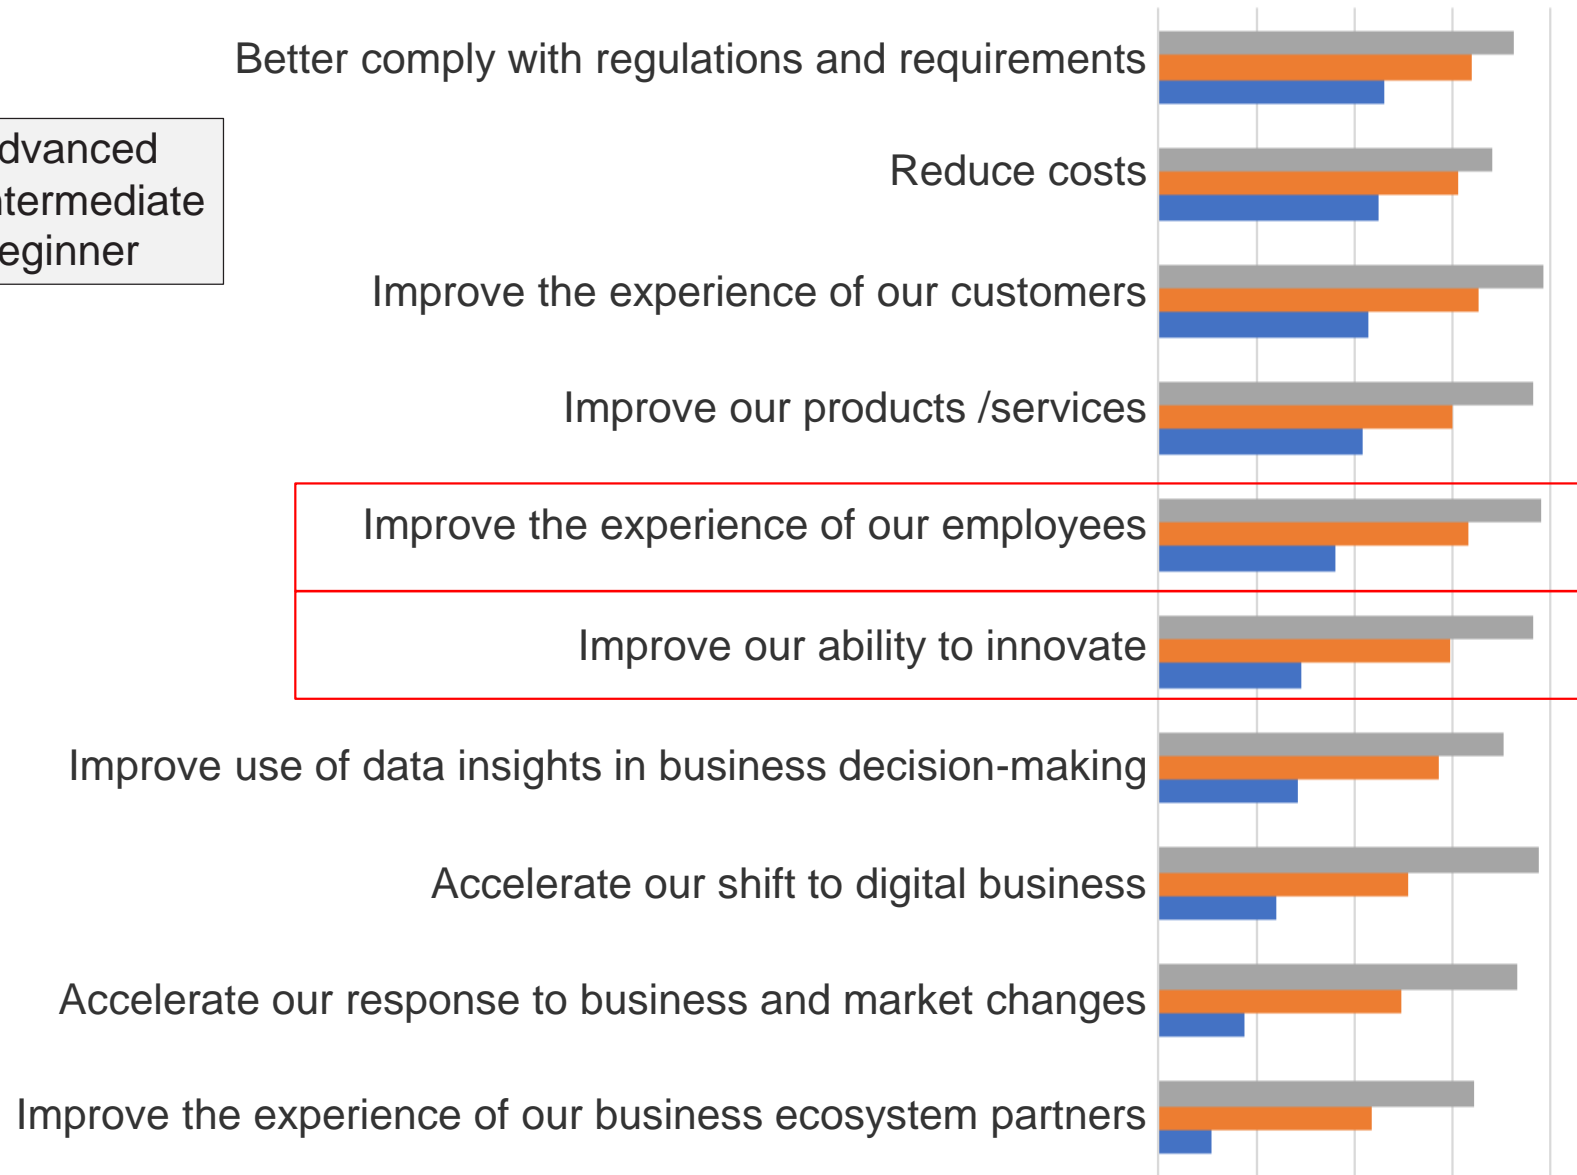 Better comply with regulations and requirements
dvanced
ntermediate
eginner
Reduce costs
Improve the experience of our customers
Improve our products /services
Improve the experience of our employees
Improve our ability to innovate
Improve use of data insights in business decision-making
Accelerate our shift to digital business
Accelerate our response to business and market changes
Improve the experience of our business ecosystem partners